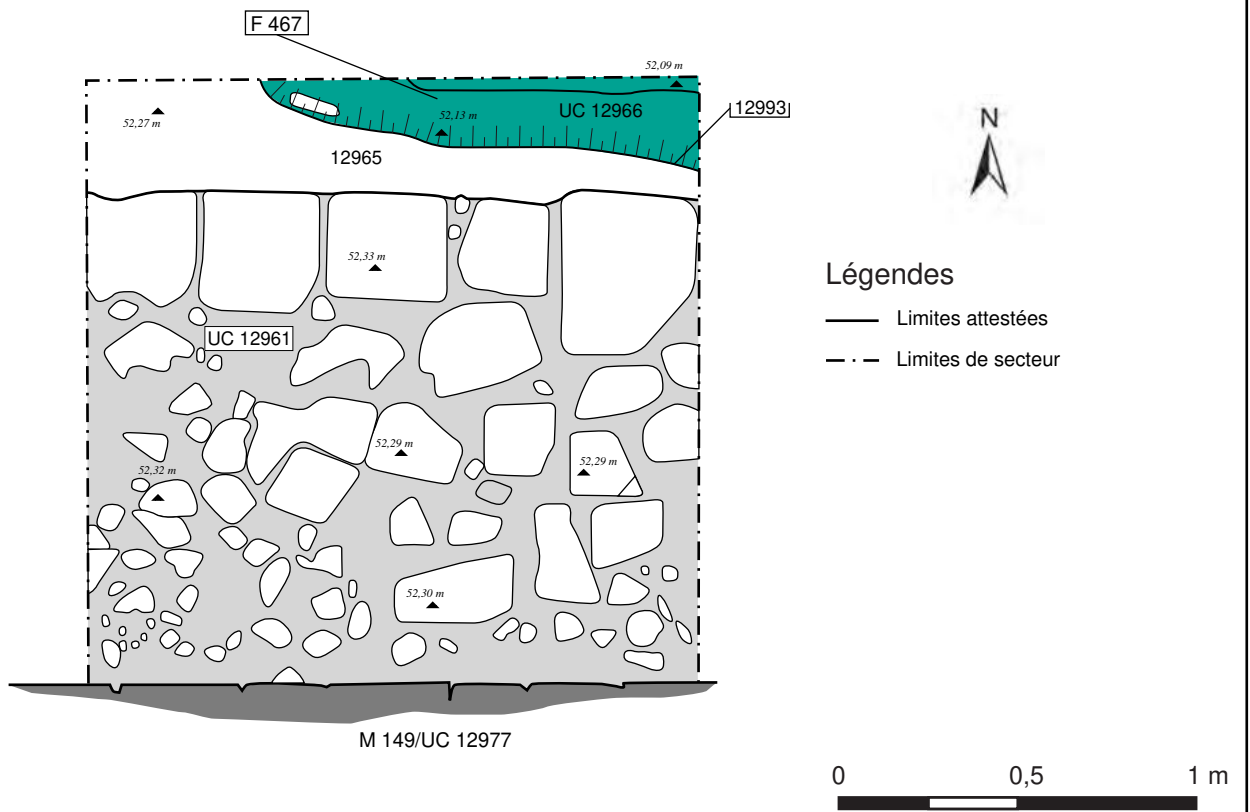 F 467
52,09 m
52,27 m
52,13 m
UC 12966
12993
12965
N
52,33 m
Légendes
Limites attestées
UC 12961
Limites de secteur
52,29 m
52,29 m
52,32 m
52,30 m
M 149/UC 12977
0 0,5 1 m